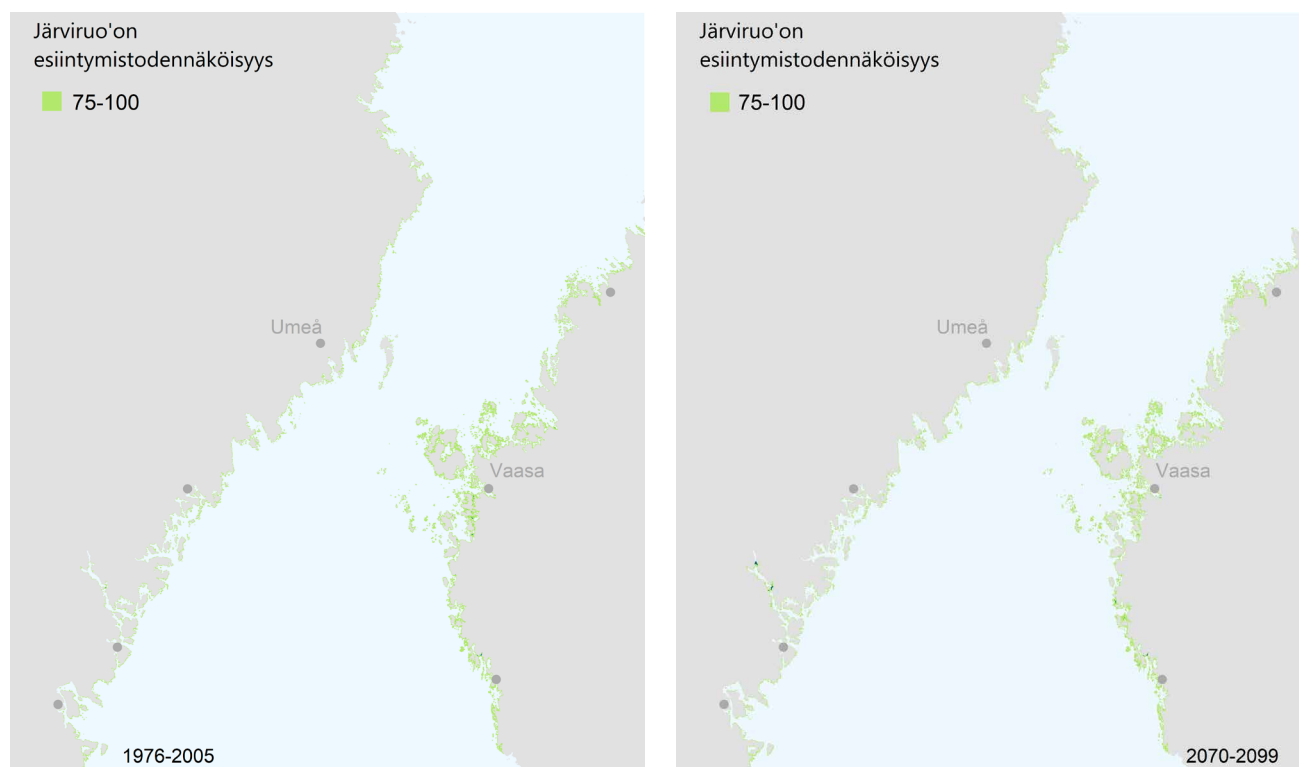 Järviruo'on
esiintymistodennäköisyys
75-100
Umeå
Vaasa
1976-2005
Järviruo'on
esiintymistodennäköisyys
75-100
Umeå
Vaasa
2070-2099